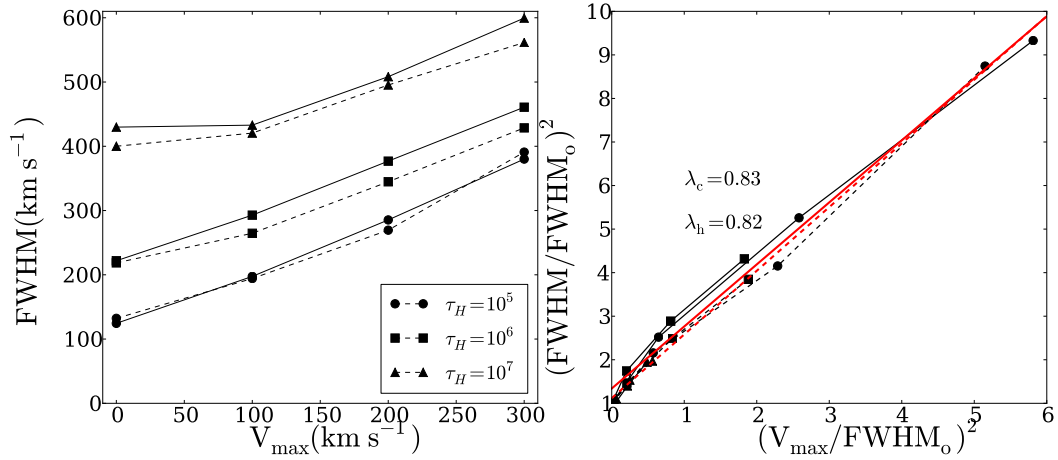 FWHM(km s⁻¹)
600
500
400
300
200
100
0
τ_H=10⁵
τ_H=10⁶
τ_H=10⁷
0 50 100 150 200 250 300
V_max(km s⁻¹)
(FWHM/FWHM_o)²
10
9
8
7
6
5
4
3
2
1
λ_c=0.83
λ_h=0.82
0 1 2 3 4 5 6
(V_max/FWHM_o)²